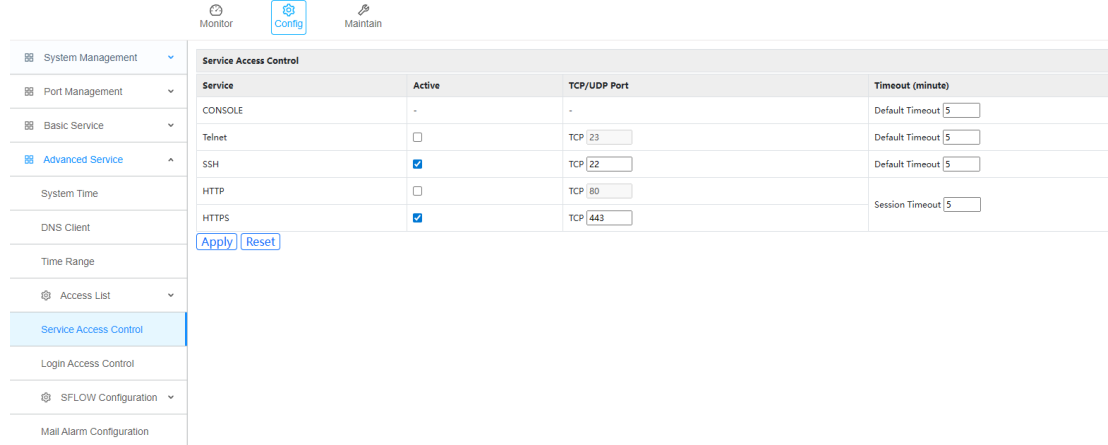 Monitor Config Maintain
System Management
Port Management
Basic Service
Advanced Service
System Time
DNS Client
Time Range
Access List
Service Access Control
Login Access Control
SFLOW Configuration
Mail Alarm Configuration
Service Access Control
Service Active TCP/UDP Port Timeout (minute)
CONSOLE - - Default Timeout 5
Telnet TCP 23 Default Timeout 5
SSH TCP 22 Default Timeout 5
HTTP TCP 80
Session Timeout 5
HTTPS TCP 443
Apply Reset